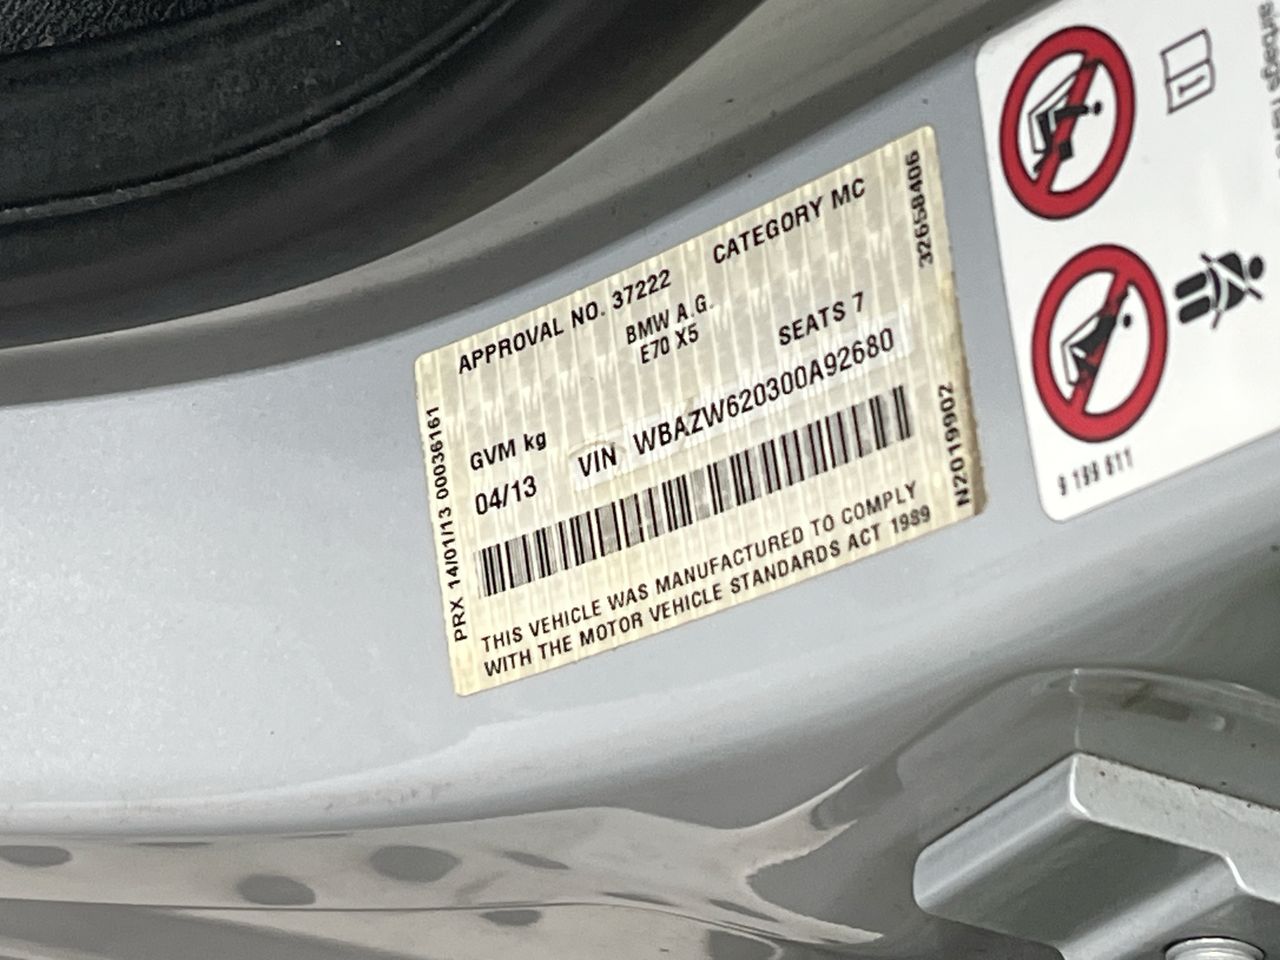 APPROVAL NO. 37222 CATEGORY MC
BMW A.G.
E70 X5
GVM kg SEATS 7
04/13 VIN WBAZW620300A92680
THIS VEHICLE WAS MANUFACTURED TO COMPLY
WITH THE MOTOR VEHICLE STANDARDS ACT 1989
PRX 14/01/13 00036161
32658406
N2019902
9 199 611
airbags